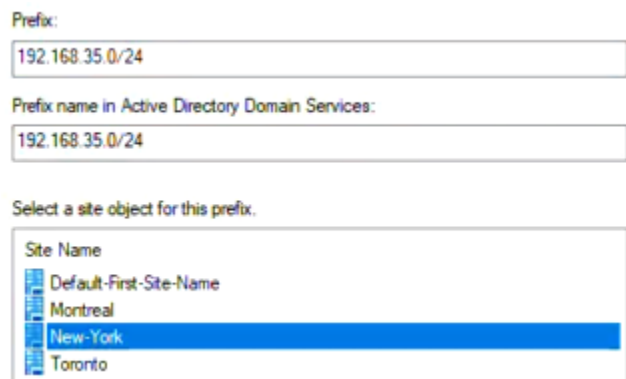 Prefix:
192.168.35.0/24
Prefix name in Active Directory Domain Services:
192.168.35.0/24
Select a site object for this prefix.
Site Name
Default-First-Site-Name
Montreal
New-York
Toronto